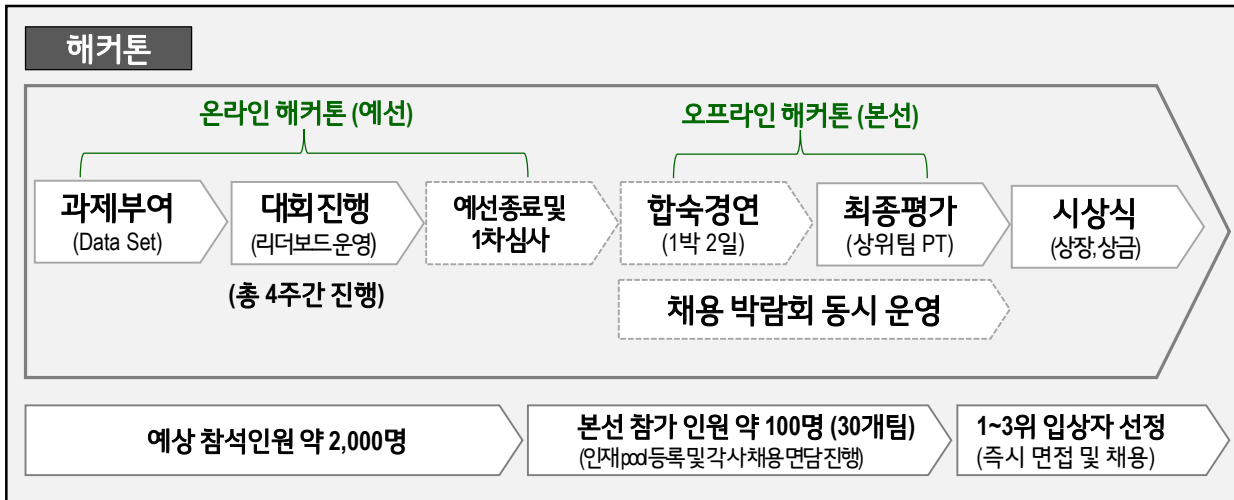 해커톤
온라인 해커톤 (예선)
오프라인 해커톤 (본선)
과제부여
(Data Set)
대회진행
(리더보드운영)
예선종료및
1차심사
합숙경연
(1박 2일)
최종평가
(상위팀 PT)
시상식
(상장,상금)
(총 4주간 진행)
채용 박람회 동시 운영
예상 참석인원 약 2,000명
본선 참가 인원 약 100명 (30개팀)
(인재pool등록및각사채용면담진행)
1~3위 입상자 선정
(즉시 면접 및 채용)